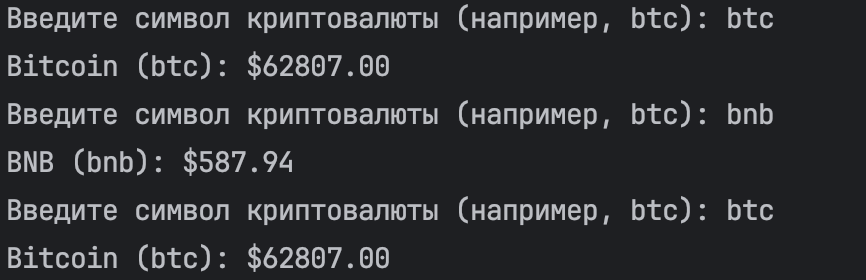 Введите символ криптовалюты (например, btc): btc
Bitcoin (btc): $62807.00
Введите символ криптовалюты (например, btc): bnb
BNB (bnb): $587.94
Введите символ криптовалюты (например, btc): btc
Bitcoin (btc): $62807.00